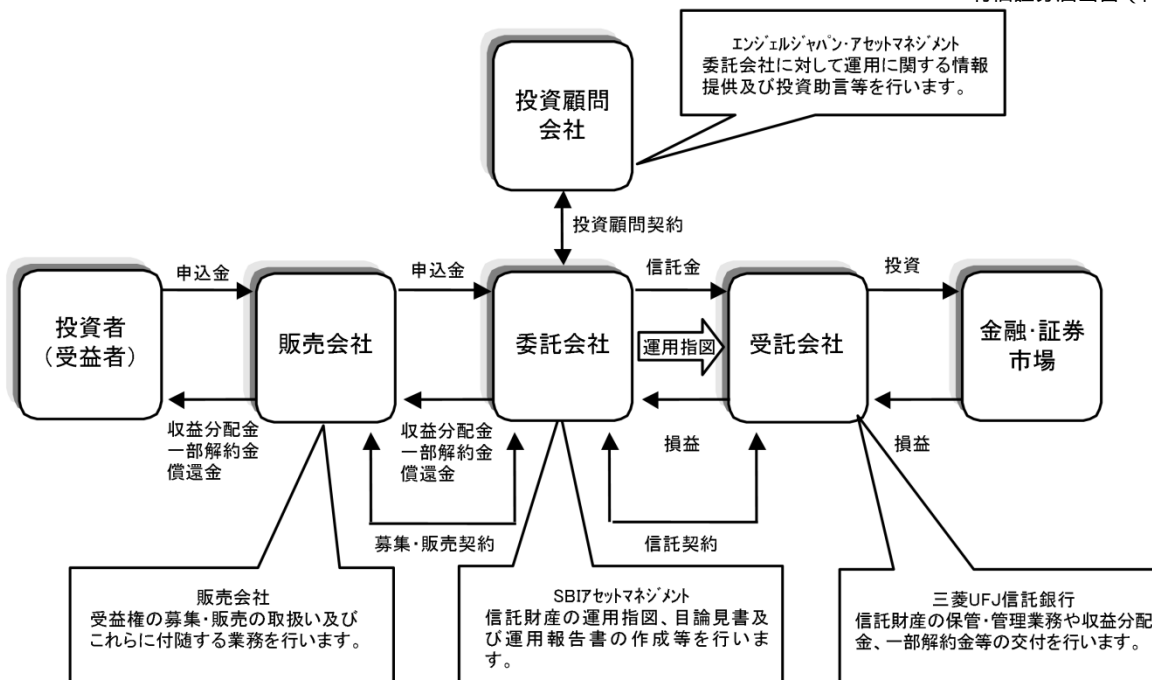 エンジェルジャパン･アセットマネジメント
委託会社に対して運用に関する情報
提供及び投資助言等を行います。
投資顧問
会社
投資顧問契約
申込金
申込金
信託金
投資
投資者
（受益者）
販売会社
委託会社
運用指図
受託会社
金融･証券
市場
収益分配金
一部解約金
償還金
収益分配金
一部解約金
償還金
損益
損益
募集･販売契約
信託契約
販売会社
受益権の募集･販売の取扱い及び
これらに付随する業務を行います。
SBIアセットマネジメント
信託財産の運用指図、目論見書及
び運用報告書の作成等を行いま
す。
三菱UFJ信託銀行
信託財産の保管･管理業務や収益分配
金、一部解約金等の交付を行います。